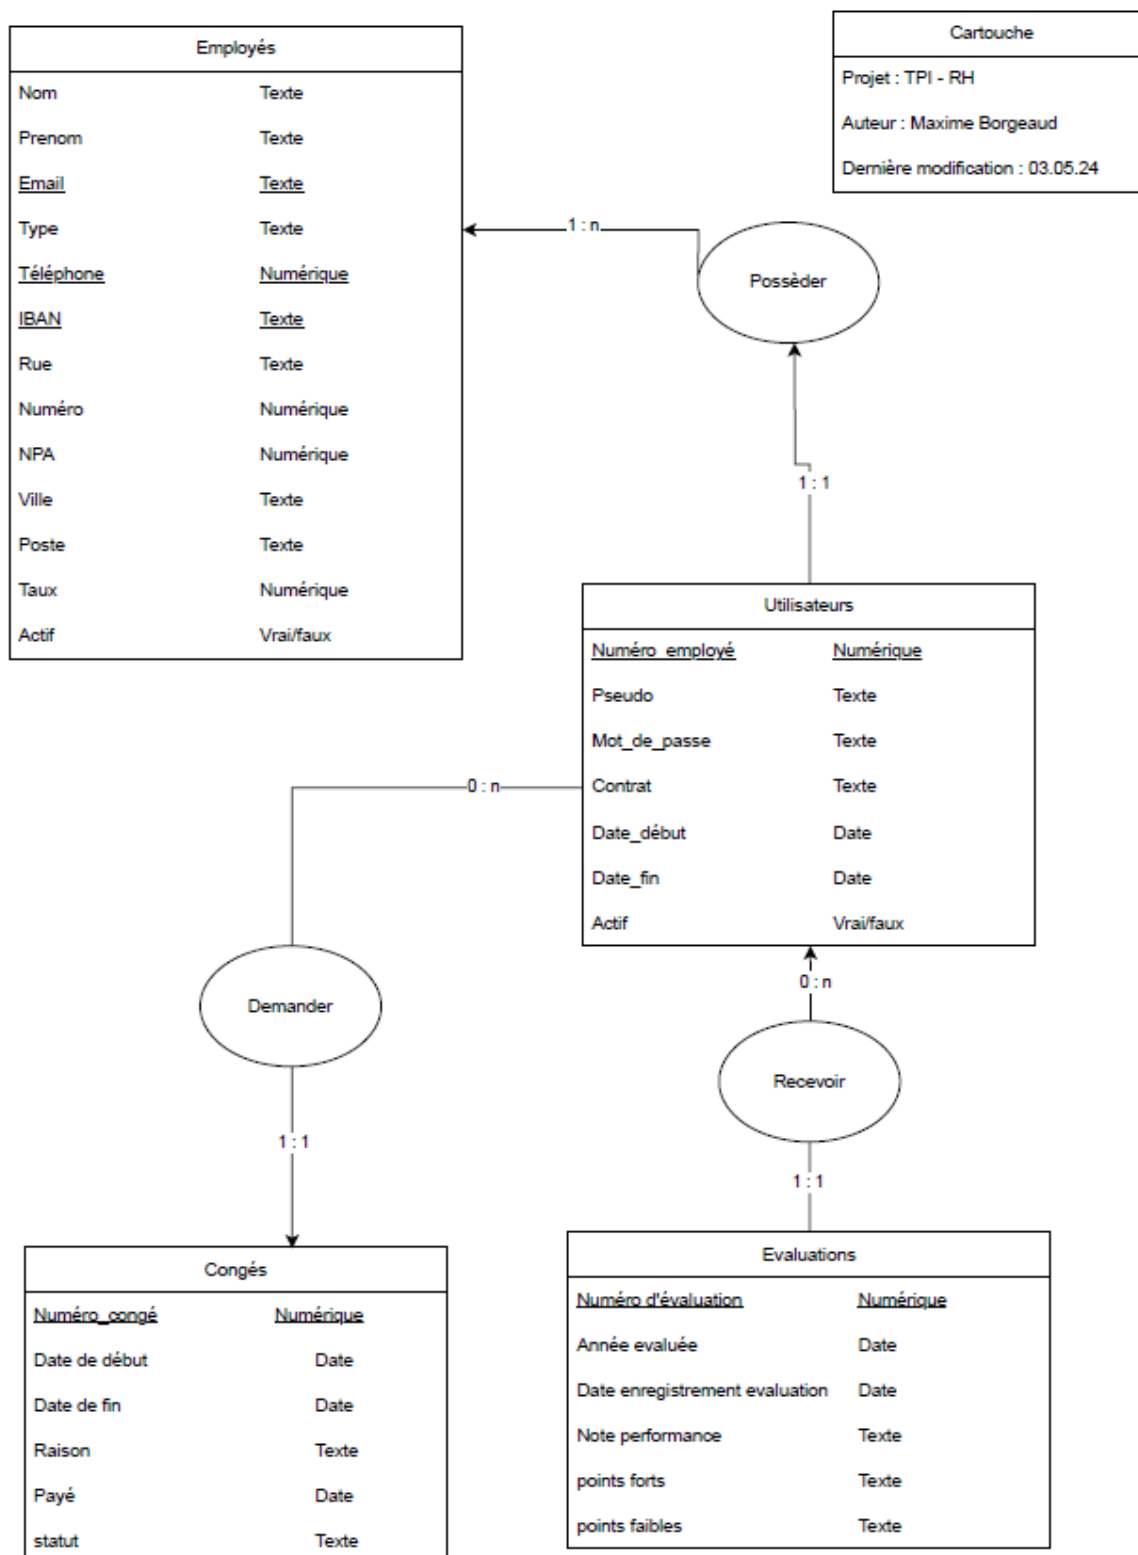 Employés
Nom Texte
Prenom Texte
Email Texte
Type Texte
Téléphone Numérique
IBAN Texte
Rue Texte
Numéro Numérique
NPA Numérique
Ville Texte
Poste Texte
Taux Numérique
Actif Vrai/faux
Cartouche
Projet : TPI - RH
Auteur : Maxime Borgeaud
Dernière modification : 03.05.24
1 : n
Possèder
1 : 1
Utilisateurs
Numéro_employé Numérique
Pseudo Texte
Mot_de_passe Texte
Contrat Texte
Date_début Date
Date_fin Date
Actif Vrai/faux
0 : n
Demander
1 : 1
0 : n
Recevoir
1 : 1
Congés
Numéro_congé Numérique
Date de début Date
Date de fin Date
Raison Texte
Payé Date
statut Texte
Evaluations
Numéro d'évaluation Numérique
Année evaluée Date
Date enregistrement evaluation Date
Note performance Texte
points forts Texte
points faibles Texte